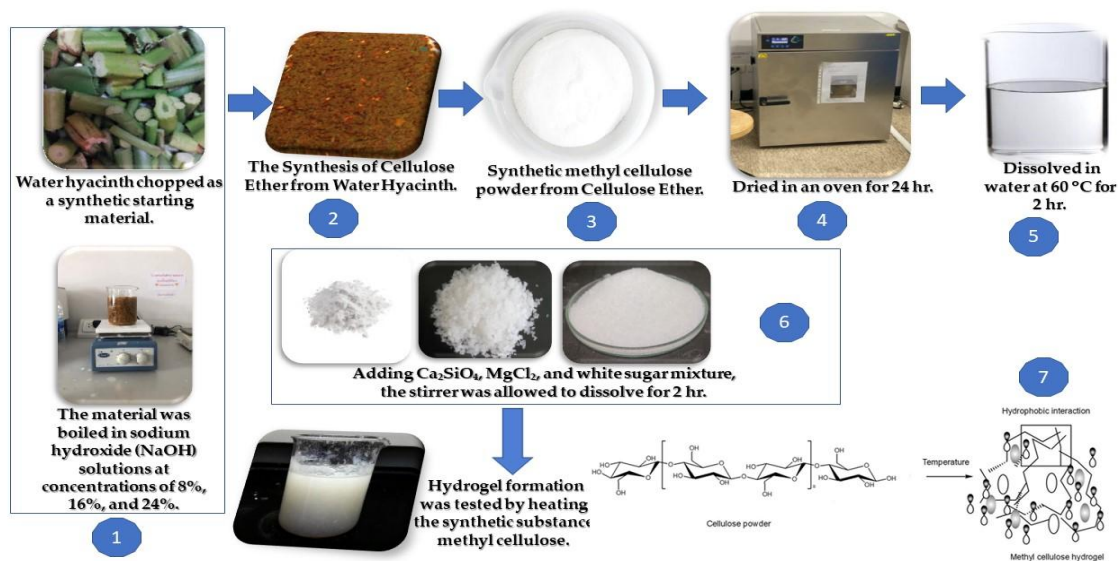 Water hyacinth chopped as
a synthetic starting
material.
The material was
boiled in sodium
hydroxide (NaOH)
solutions at
concentrations of 8%,
16%, and 24%.
1
The Synthesis of Cellulose
Ether from Water Hyacinth.
2
Synthetic methyl cellulose
powder from Cellulose Ether.
3
Dried in an oven for 24 hr.
4
Dissolved in
water at 60 °C for
2 hr.
5
Adding Ca₂SiO₄, MgCl₂, and white sugar mixture,
the stirrer was allowed to dissolve for 2 hr.
6
Hydrogel formation
was tested by heating
the synthetic substance
methyl cellulose.
Cellulose powder
Temperature
7
Hydrophobic interaction
Methyl cellulose hydrogel